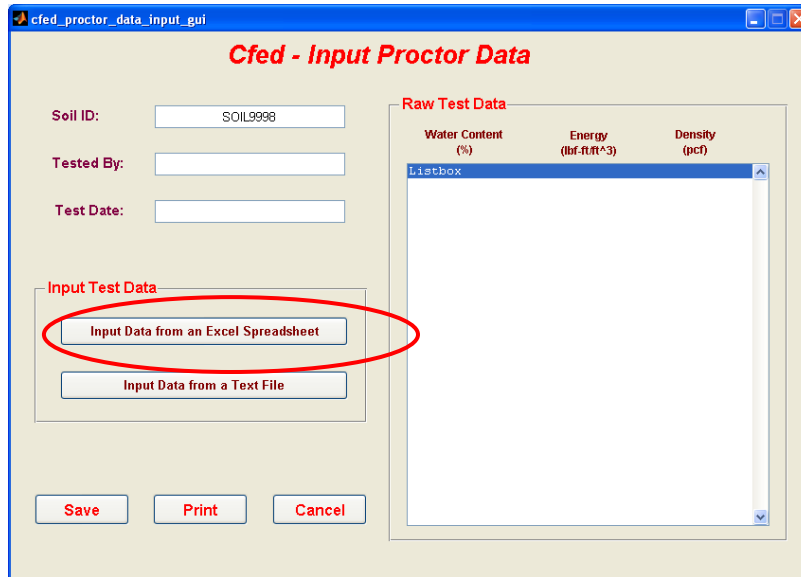 cfed_proctor_data_input_gui
Cfed - Input Proctor Data
Soil ID:
SOIL9998
Tested By:
Test Date:
Input Test Data
Input Data from an Excel Spreadsheet
Input Data from a Text File
Save
Print
Cancel
Raw Test Data
Water Content Energy Density
(%) (lbf-ft/ft^3) (pcf)
Listbox